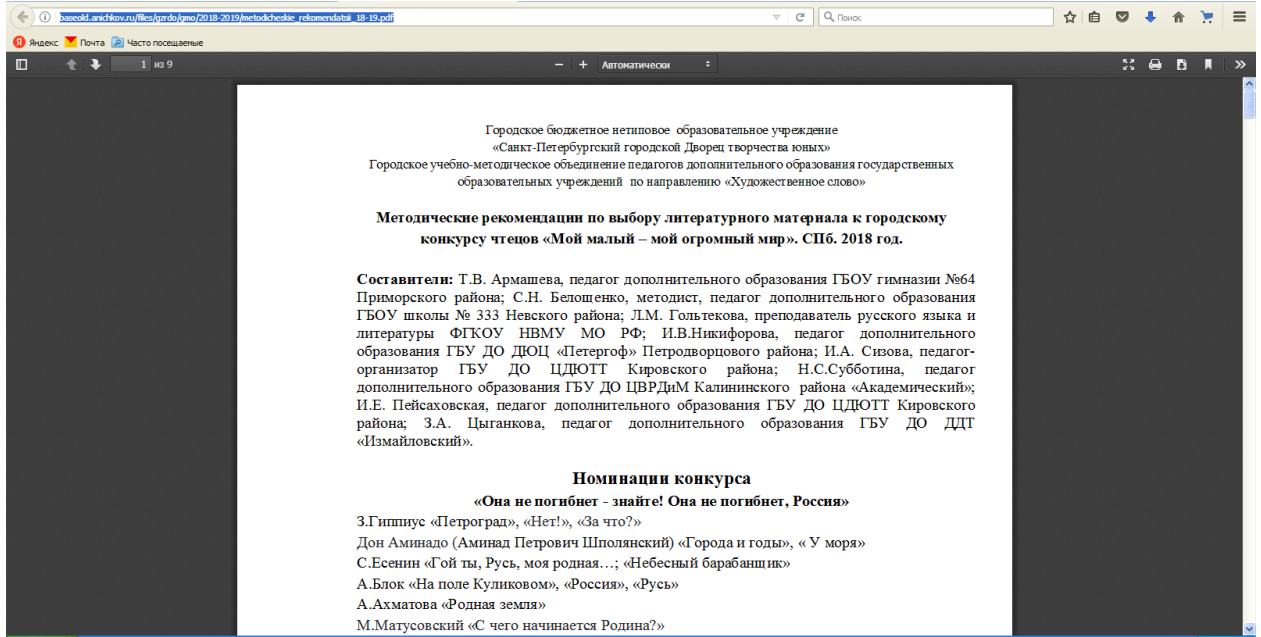 baseold.anichkov.ru/files/gzrdo/gmo/2018-2019/metodicheskie_rekomendatsii_18-19.pdf
Поиск
Яндекс Почта Часто посещаемые
1 из 9
Автоматически
Городское бюджетное нетиповое образовательное учреждение
«Санкт-Петербургский городской Дворец творчества юных»
Городское учебно-методическое объединение педагогов дополнительного образования государственных
образовательных учреждений по направлению «Художественное слово»
Методические рекомендации по выбору литературного материала к городскому
конкурсу чтецов «Мой малый – мой огромный мир». СПб. 2018 год.
Составители: Т.В. Армашева, педагог дополнительного образования ГБОУ гимназии №64
Приморского района; С.Н. Белощенко, методист, педагог дополнительного образования
ГБОУ школы № 333 Невского района; Л.М. Гольтекова, преподаватель русского языка и
литературы ФГКОУ НВМУ МО РФ; И.В.Никифорова, педагог дополнительного
образования ГБУ ДО ДЮЦ «Петергоф» Петродворцового района; И.А. Сизова, педагог-
организатор ГБУ ДО ЦДЮТТ Кировского района; Н.С.Субботина, педагог
дополнительного образования ГБУ ДО ЦВРДиМ Калининского района «Академический»;
И.Е. Пейсаховская, педагог дополнительного образования ГБУ ДО ЦДЮТТ Кировского
района; З.А. Цыганкова, педагог дополнительного образования ГБУ ДО ДДТ
«Измайловский».
Номинации конкурса
«Она не погибнет - знайте! Она не погибнет, Россия»
З.Гиппиус «Петроград», «Нет!», «За что?»
Дон Аминадо (Аминад Петрович Шполянский) «Города и годы», « У моря»
С.Есенин «Гой ты, Русь, моя родная…; «Небесный барабанщик»
А.Блок «На поле Куликовом», «Россия», «Русь»
А.Ахматова «Родная земля»
М.Матусовский «С чего начинается Родина?»